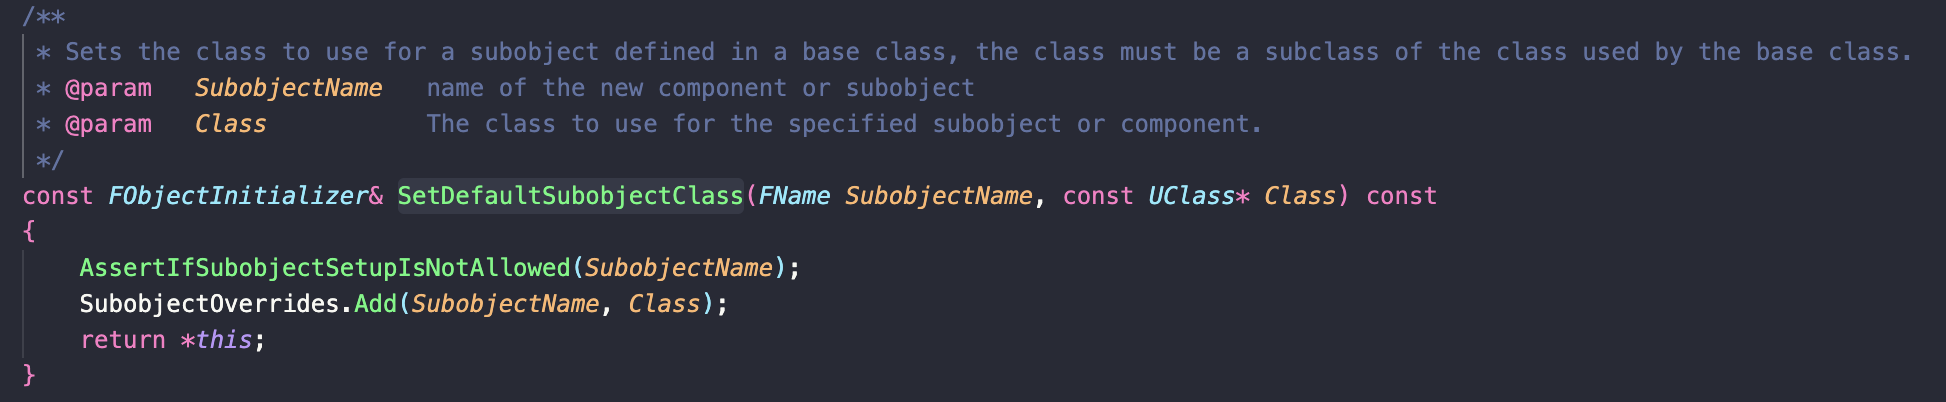 /**
 * Sets the class to use for a subobject defined in a base class, the class must be a subclass of the class used by the base class.
 * @param   SubobjectName   name of the new component or subobject
 * @param   Class           The class to use for the specified subobject or component.
 */
const FObjectInitializer& SetDefaultSubobjectClass(FName SubobjectName, const UClass* Class) const
{
    AssertIfSubobjectSetupIsNotAllowed(SubobjectName);
    SubobjectOverrides.Add(SubobjectName, Class);
    return *this;
}